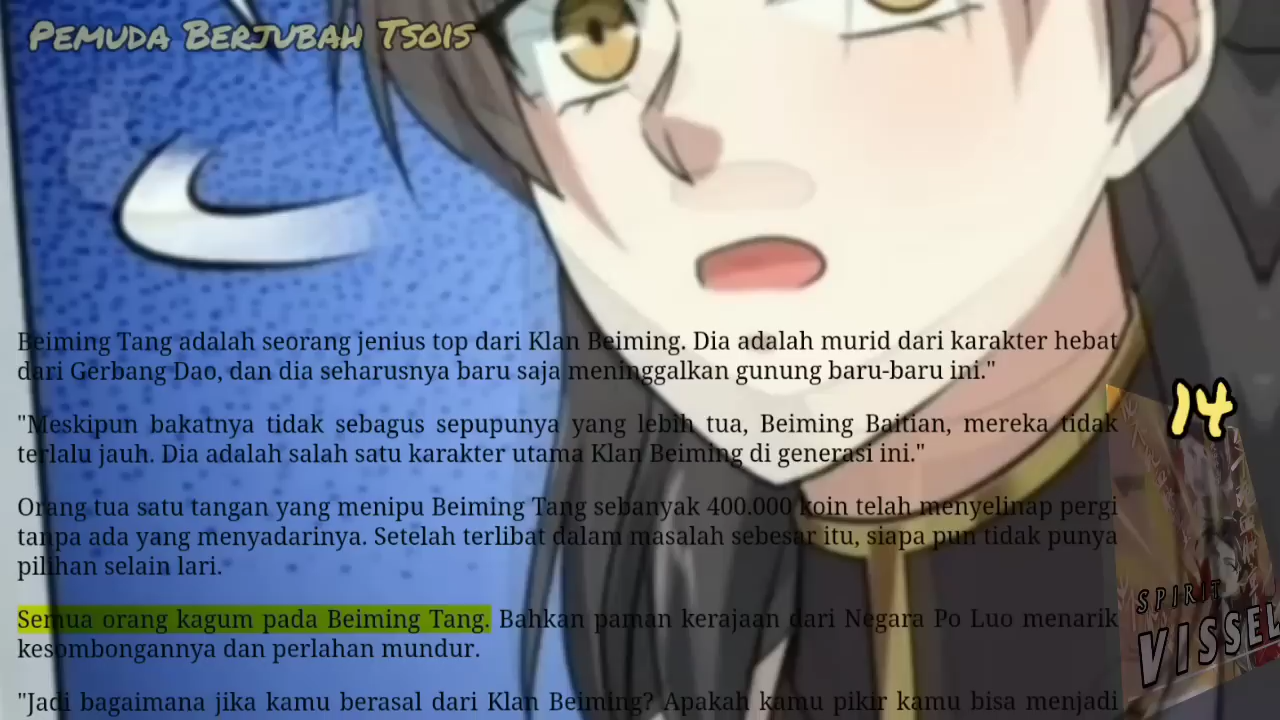 PEMUDA BERJUBAH TSOIS
Beiming Tang adalah seorang jenius top dari Klan Beiming. Dia adalah murid dari karakter hebat
dari Gerbang Dao, dan dia seharusnya baru saja meninggalkan gunung baru-baru ini."
"Meskipun bakatnya tidak sebagus sepupunya yang lebih tua, Beiming Baitian, mereka tidak
terlalu jauh. Dia adalah salah satu karakter utama Klan Beiming di generasi ini."
Orang tua satu tangan yang menipu Beiming Tang sebanyak 400.000 koin telah menyelinap pergi
tanpa ada yang menyadarinya. Setelah terlibat dalam masalah sebesar itu, siapa pun tidak punya
pilihan selain lari.
Semua orang kagum pada Beiming Tang. Bahkan paman kerajaan dari Negara Po Luo menarik
kesombongannya dan perlahan mundur.
"Jadi bagaimana jika kamu berasal dari Klan Beiming? Apakah kamu pikir kamu bisa menjadi
14
SPIRIT
VISSEL